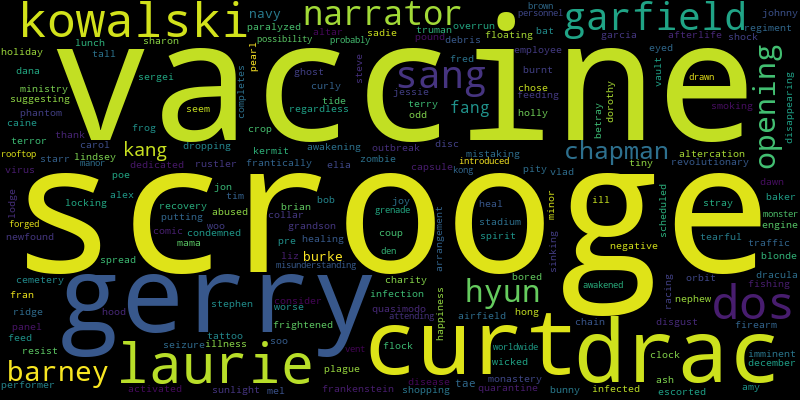 kowalski
narrator
garfield
brown
personnel
johnny
navy
paralyzed
altar
sadie
truman
overrun
floating
bat
garcia
afterlife
regiment
possibility
probably
pound
debris
employee
eyed
shock
holiday
lunch
tall
sharon
pearl
steve
fred
burnt
opening
dana
sergei
ghost
sang
drawn
vaccine
ministry
suggesting
completes
curly
jessie
chose
feeding
vault
disappearing
phantom
seem
regardless
tide
terry
odd
fang
holly
betray
dorothy
smoking
caine
thank
frog
crop
terror
carol
kang
dropping
kermit
awakening
outbreak
disc
mistaking
chapman
altercation
rooftop
starr
lindsey
manor
dedicated
rustler
frantically
zombie
introduced
kong
tiny
revolutionary
virus
poe
elia
capsule
pity
vlad
dawn
scrooge
lodge
locking
alex
jon
recovery
tim
brian
bob
joy
heal
minor
ill
ash
stray
baker
monster
forged
putting
abused
collar
grenade
stadium
scheduled
engine
newfound
comic
woo
condemned
grandson
coup
arrangement
spirit
negative
tearful
traffic
mama
pre
healing
den
sinking
blonde
spread
liz
burke
misunderstanding
bored
awakened
orbit
dracula
cemetery
gerry
charity
happiness
hyun
racing
fishing
fran
infection
nephew
dos
ridge
hood
stephen
consider
worse
quasimodo
attending
airfield
hong
chain
disgust
firearm
panel
feed
tattoo
frightened
curt
drac
resist
seizure
illness
soo
vent
flock
worldwide
clock
imminent
barney
laurie
plague
wicked
december
disease
tae
monastery
infected
escorted
performer
activated
sunlight
mel
frankenstein
shopping
quarantine
bunny
amy